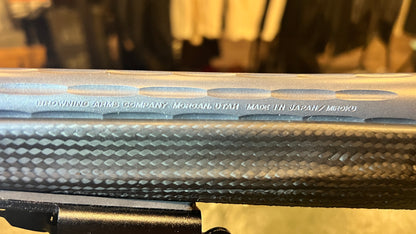 BROWNING ARMS COMPANY MORGAN, UTAH MADE IN JAPAN/MIROKU